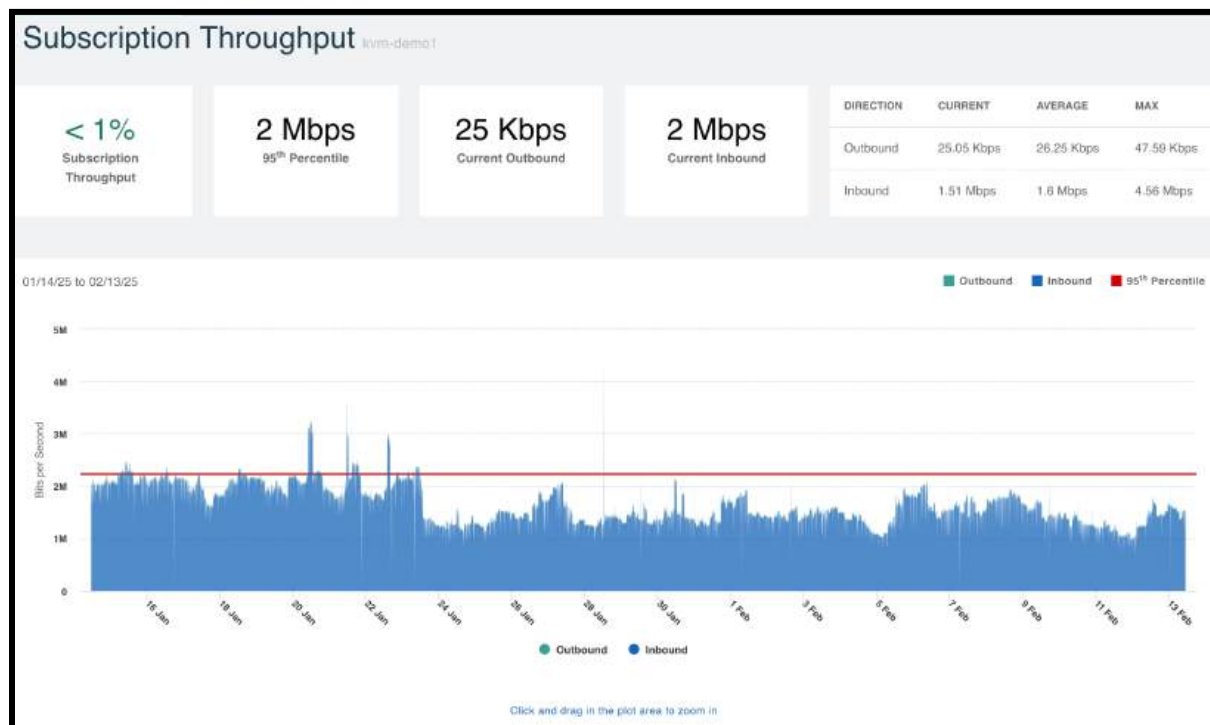 Subscription Throughput kvm-demo1
< 1%
Subscription
Throughput
2 Mbps
95th Percentile
25 Kbps
Current Outbound
2 Mbps
Current Inbound
DIRECTION CURRENT AVERAGE MAX
Outbound 25.05 Kbps 26.25 Kbps 47.59 Kbps
Inbound 1.51 Mbps 1.6 Mbps 4.56 Mbps
01/14/25 to 02/13/25
Outbound Inbound 95th Percentile
Bits per Second
5M
4M
3M
2M
1M
0
16 Jan 18 Jan 20 Jan 22 Jan 24 Jan 26 Jan 28 Jan 30 Jan 1 Feb 3 Feb 5 Feb 7 Feb 9 Feb 11 Feb 13 Feb
Outbound Inbound
Click and drag in the plot area to zoom in